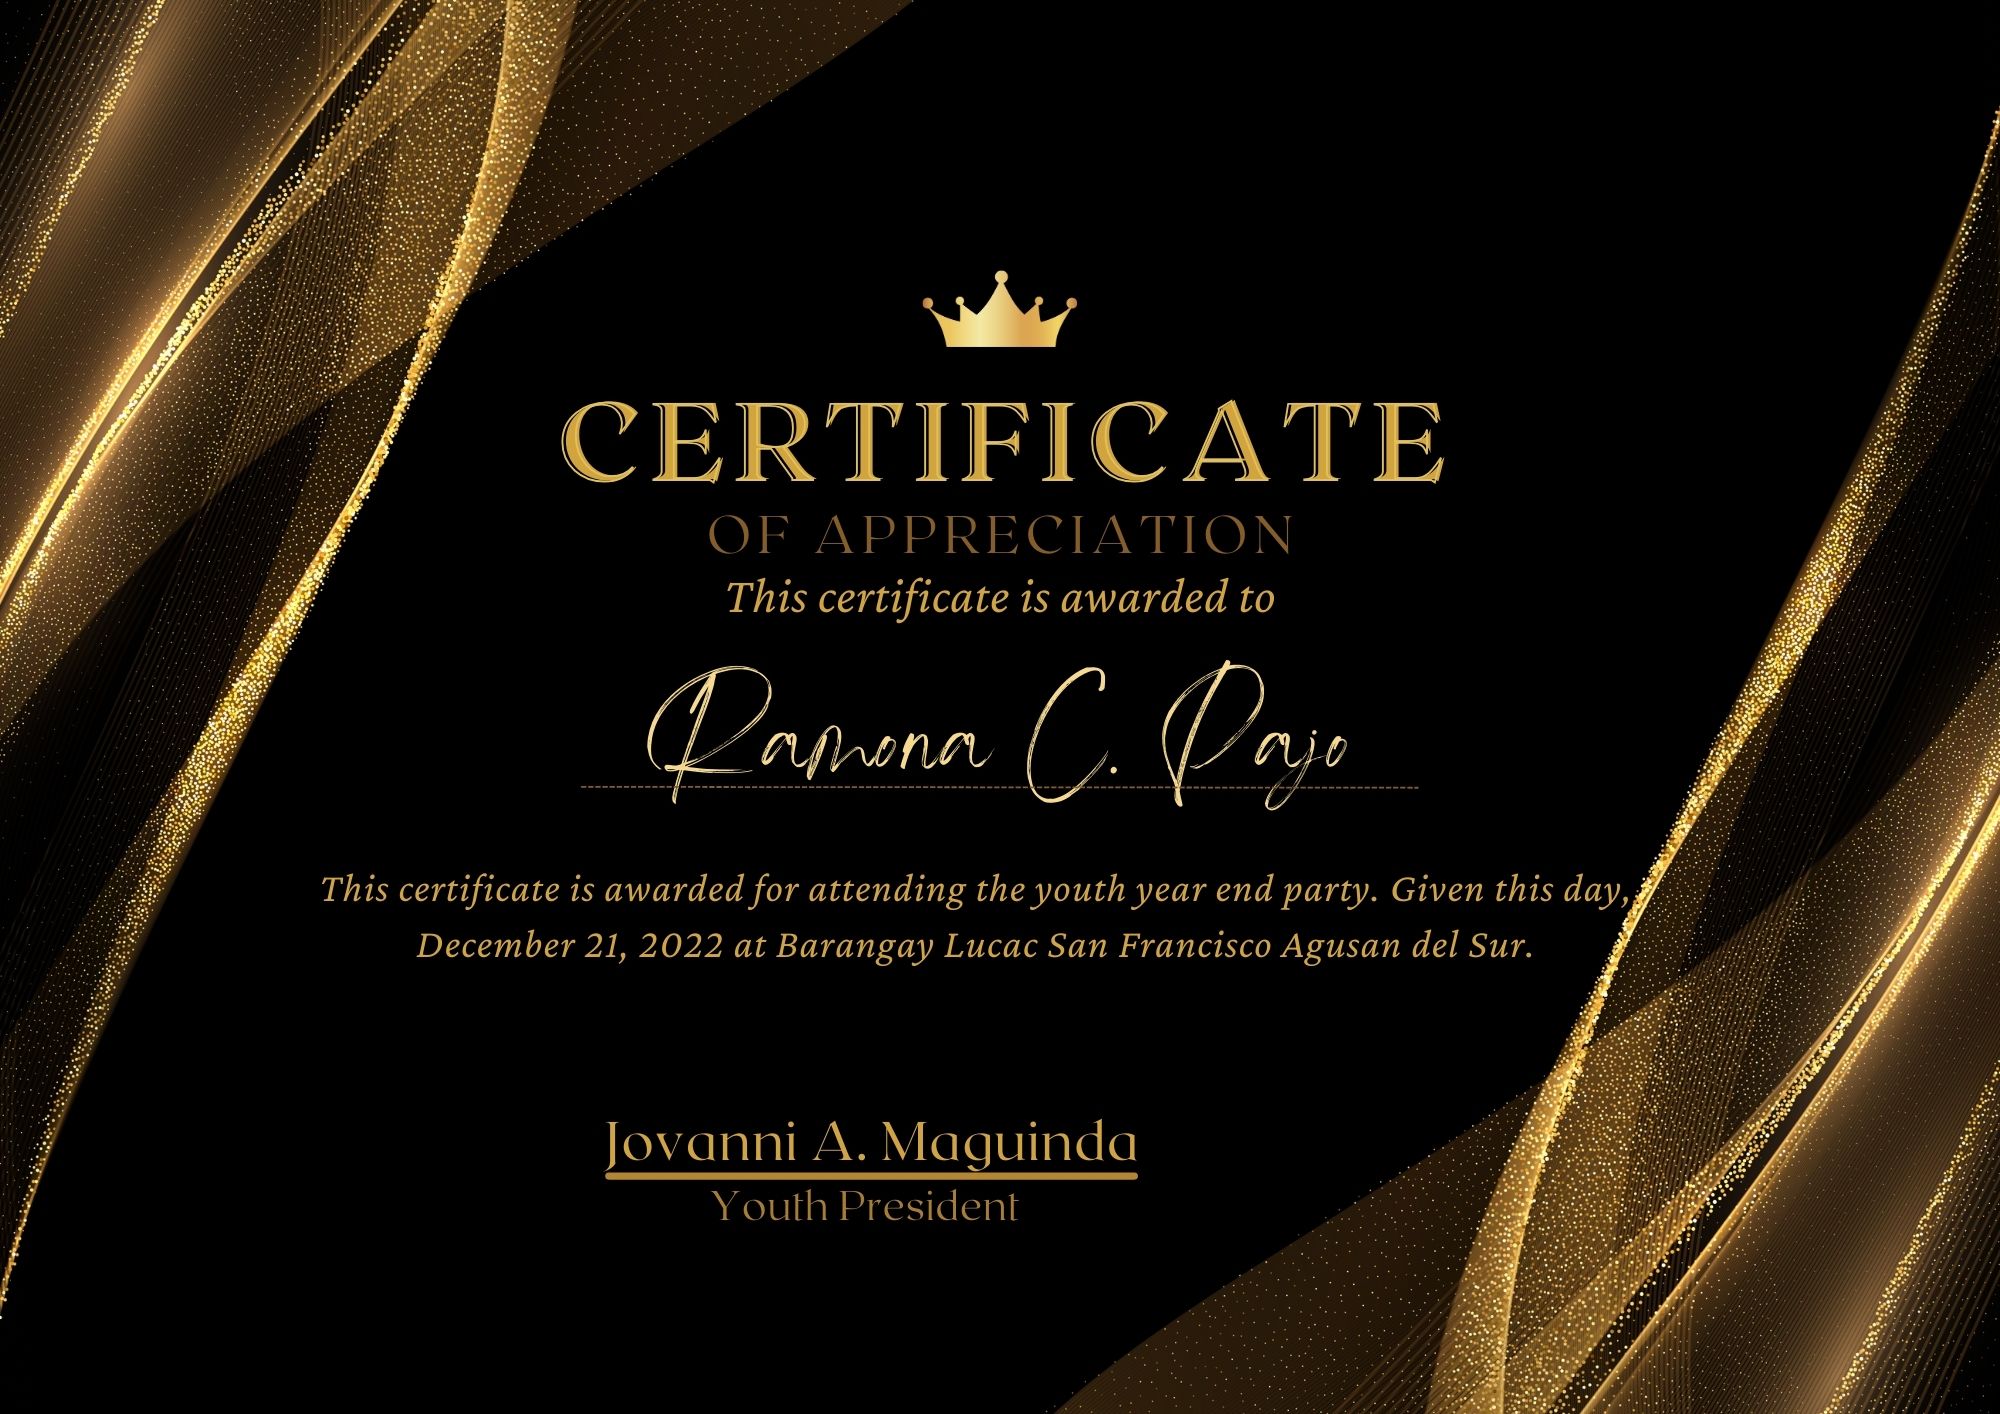 CERTIFICATE
OF APPRECIATION
This certificate is awarded to
Ramona C. Pajo
This certificate is awarded for attending the youth year end party. Given this day,
December 21, 2022 at Barangay Lucac San Francisco Agusan del Sur.
Jovanni A. Maguinda
Youth President